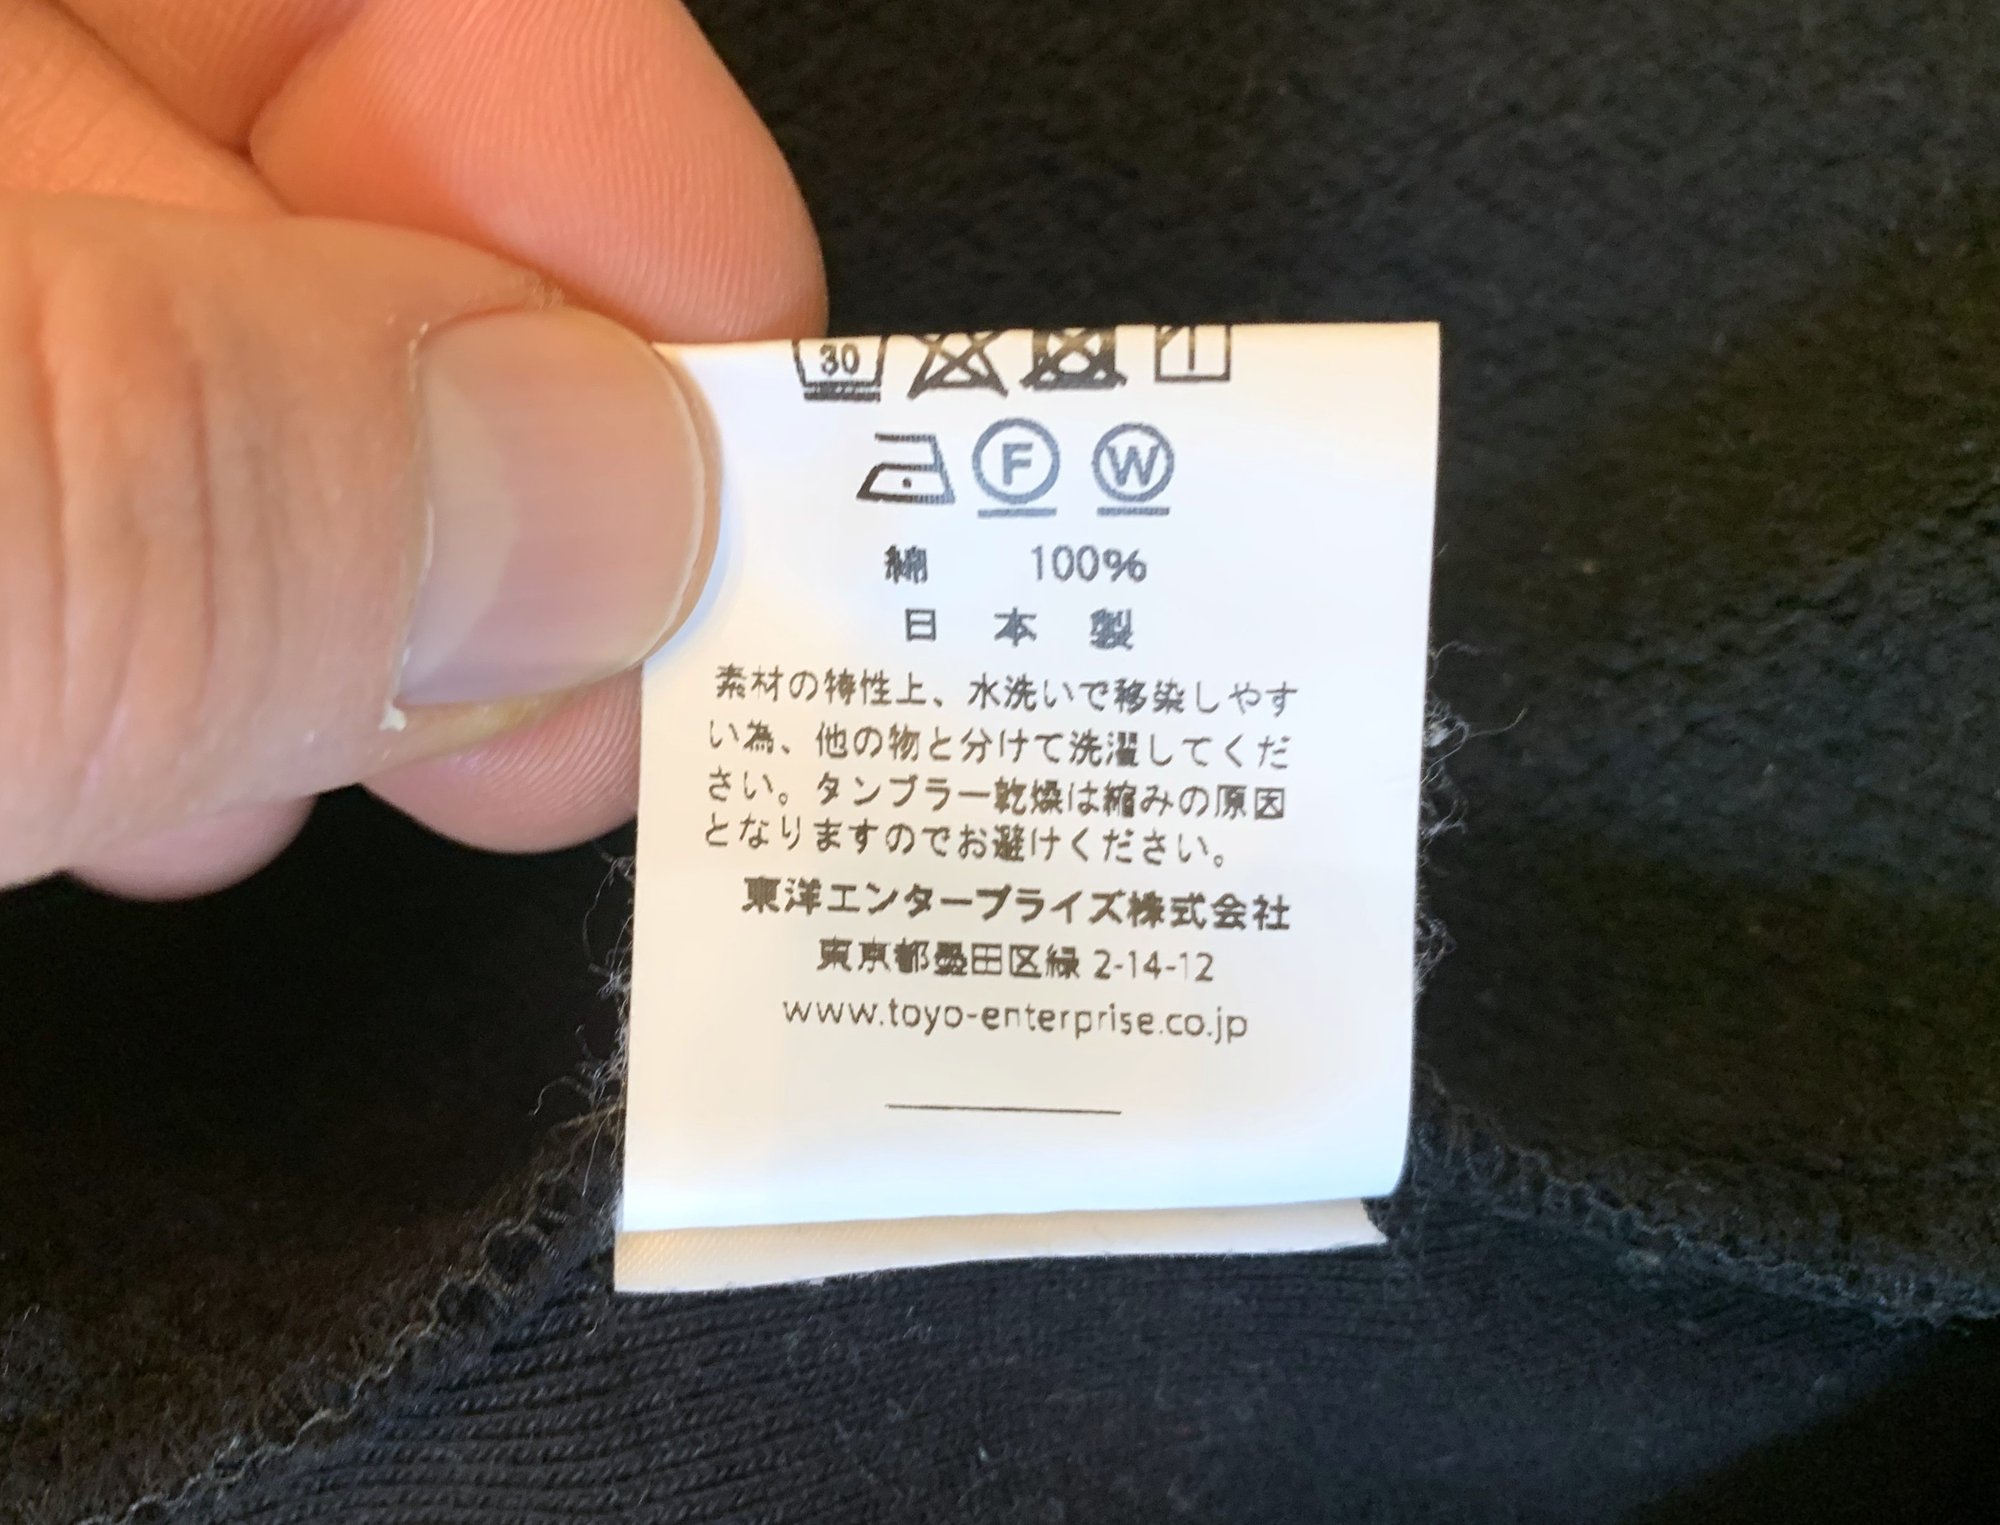 30
F W
綿 100%
日本製
素材の特性上、水洗いで移染しやす
い為、他の物と分けて洗濯してくだ
さい。タンブラー乾燥は縮みの原因
となりますのでお避けください。
東洋エンタープライズ株式会社
東京都墨田区緑 2-14-12
www.toyo-enterprise.co.jp